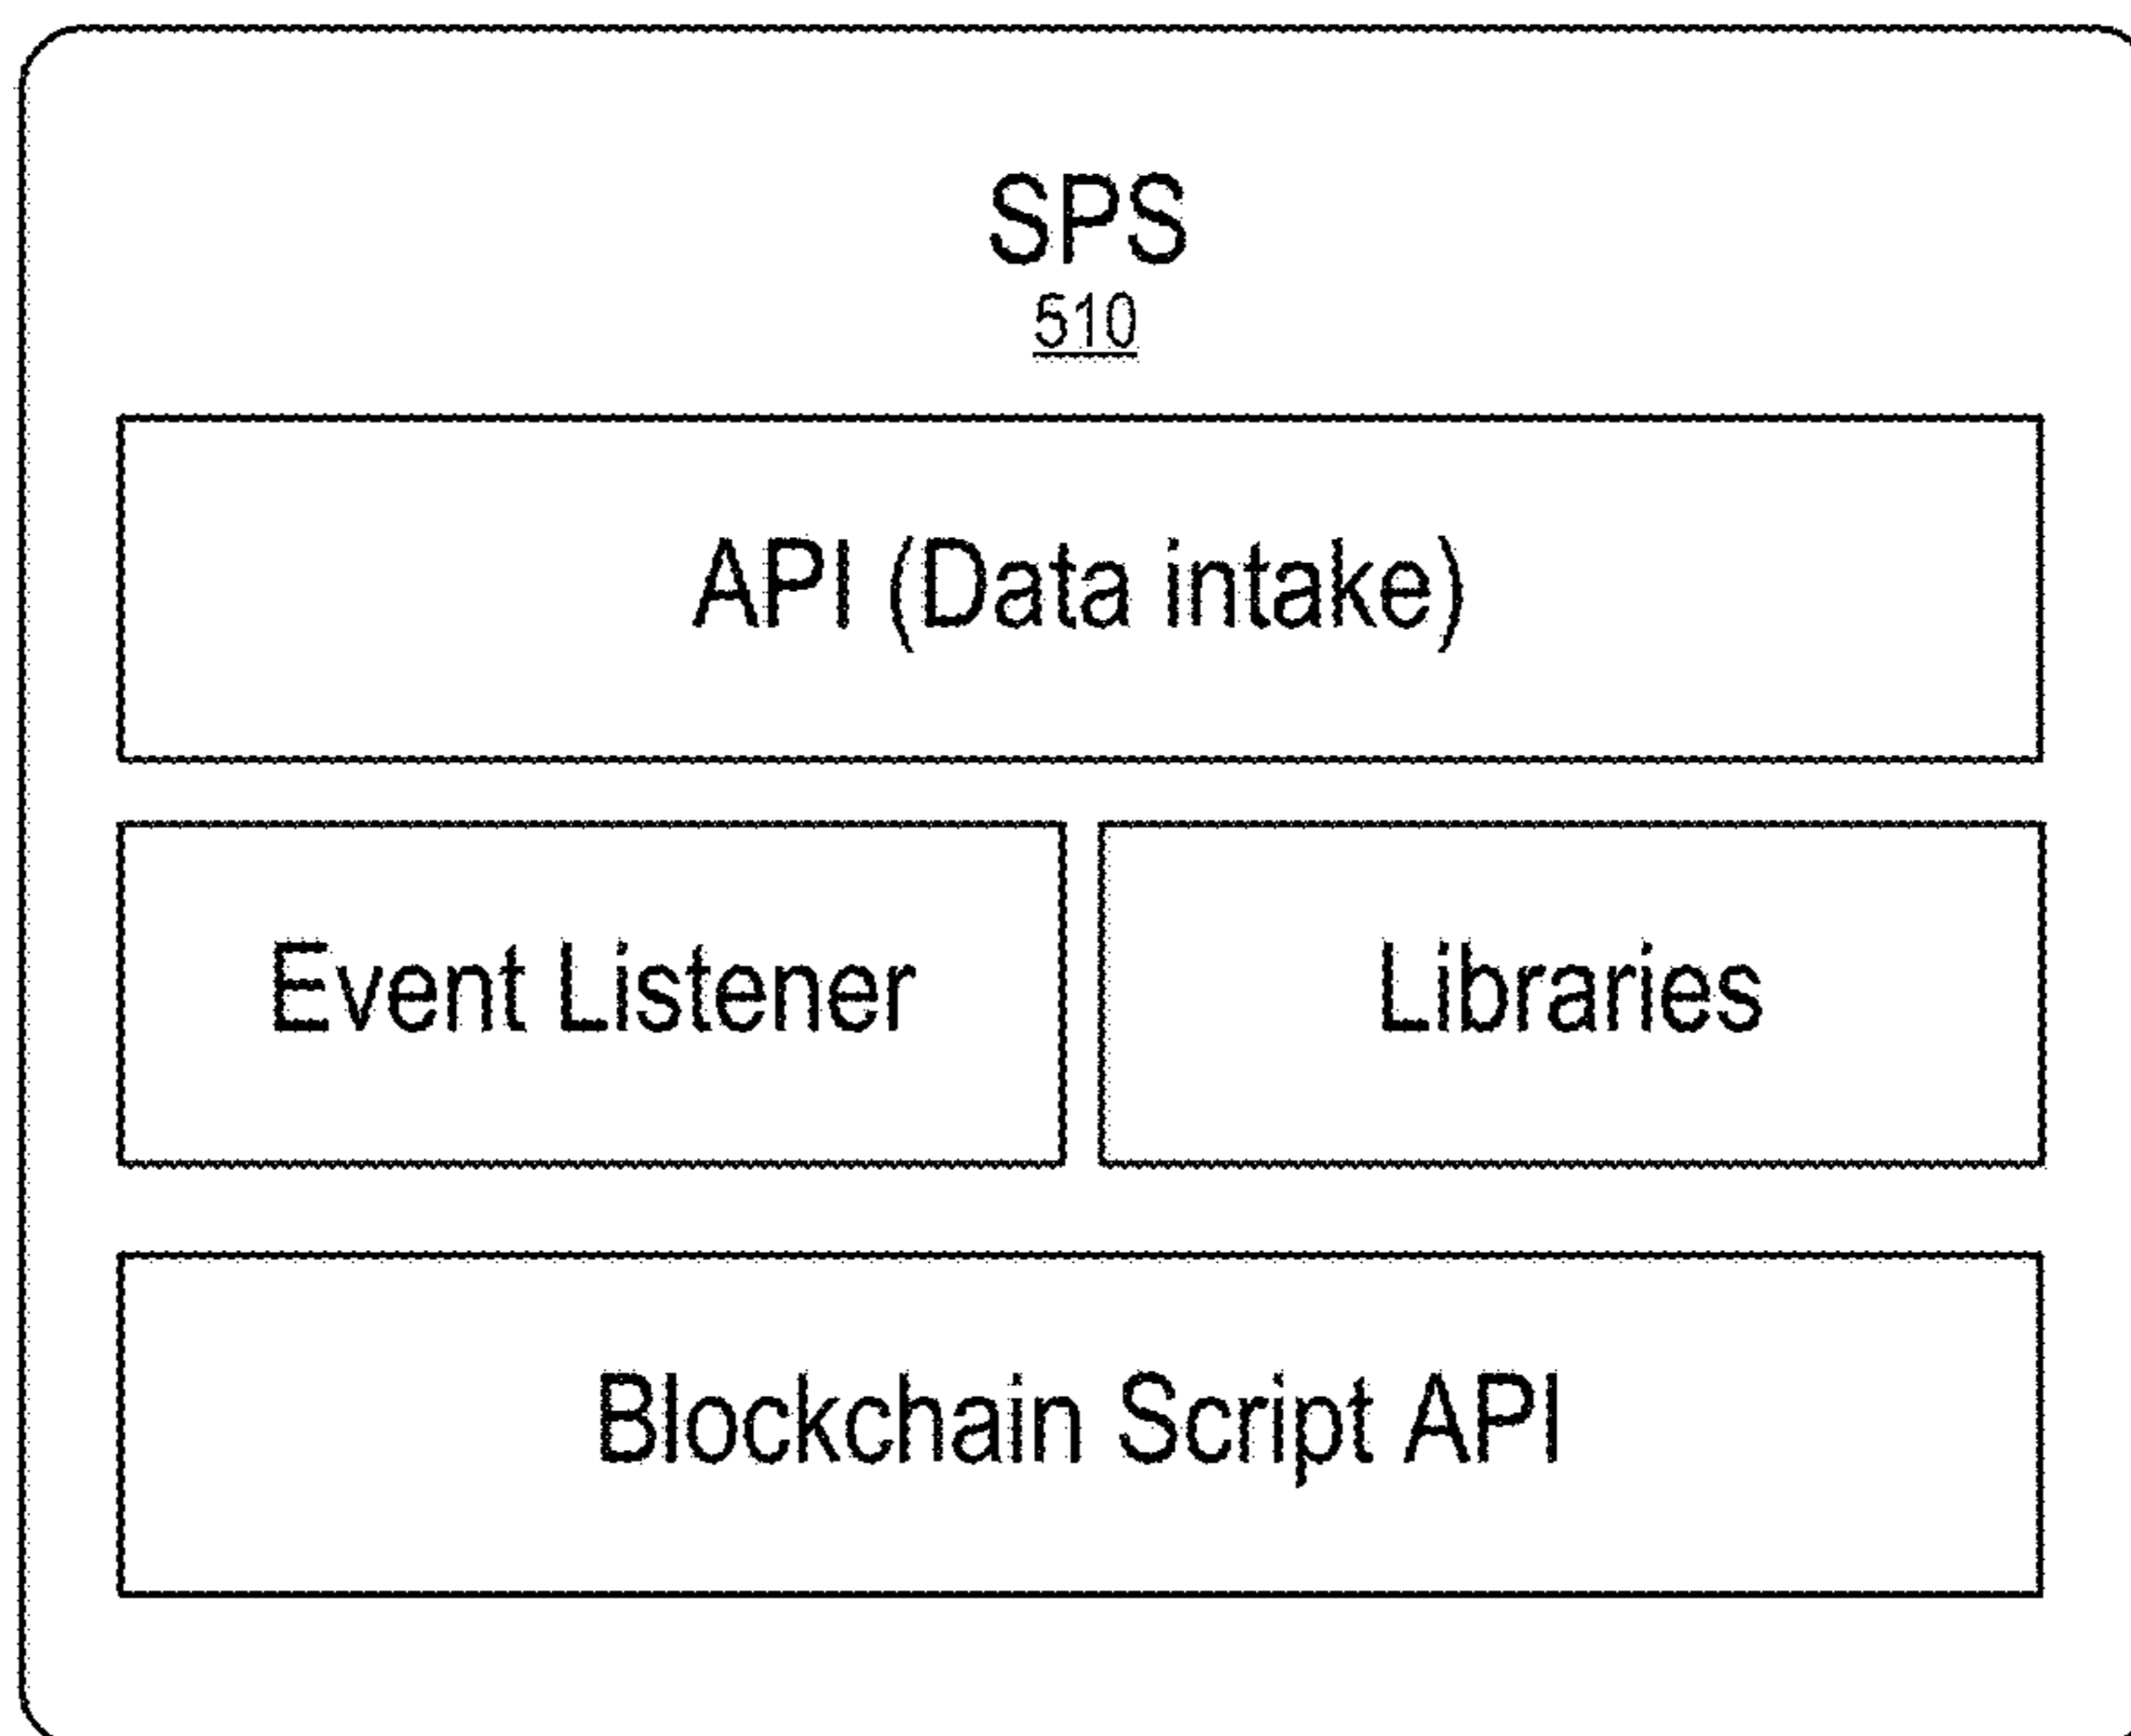 SPS
510
API (Data intake)
Event Listener
Libraries
Blockchain Script API